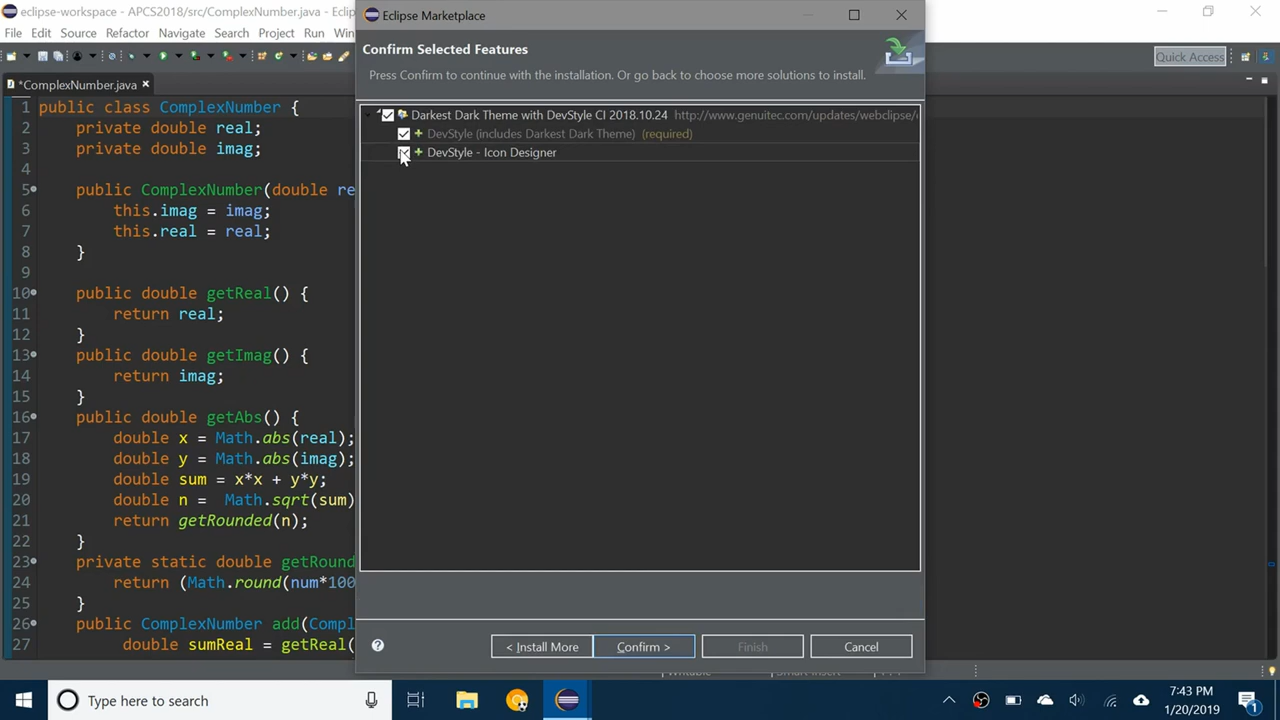 eclipse-workspace - APCS2018/src/ComplexNumber.java - Eclip
File Edit Source Refactor Navigate Search Project Run Win
Quick Access
*ComplexNumber.java
1 public class ComplexNumber {
2 private double real;
3 private double imag;
4
5 public ComplexNumber(double re
6 this.imag = imag;
7 this.real = real;
8 }
9
10 public double getReal() {
11 return real;
12 }
13 public double getImag() {
14 return imag;
15 }
16 public double getAbs() {
17 double x = Math.abs(real);
18 double y = Math.abs(imag);
19 double sum = x*x + y*y;
20 double n = Math.sqrt(sum)
21 return getRounded(n);
22 }
23 private static double getRound
24 return (Math.round(num*100
25 }
26 public ComplexNumber add(Compl
27 double sumReal = getReal(
Eclipse Marketplace
Confirm Selected Features
Press Confirm to continue with the installation. Or go back to choose more solutions to install.
Darkest Dark Theme with DevStyle CI 2018.10.24 http://www.genuitec.com/updates/webclipse/
DevStyle (includes Darkest Dark Theme) (required)
DevStyle - Icon Designer
< Install More Confirm > Finish Cancel
Type here to search
7:43 PM
1/20/2019
1